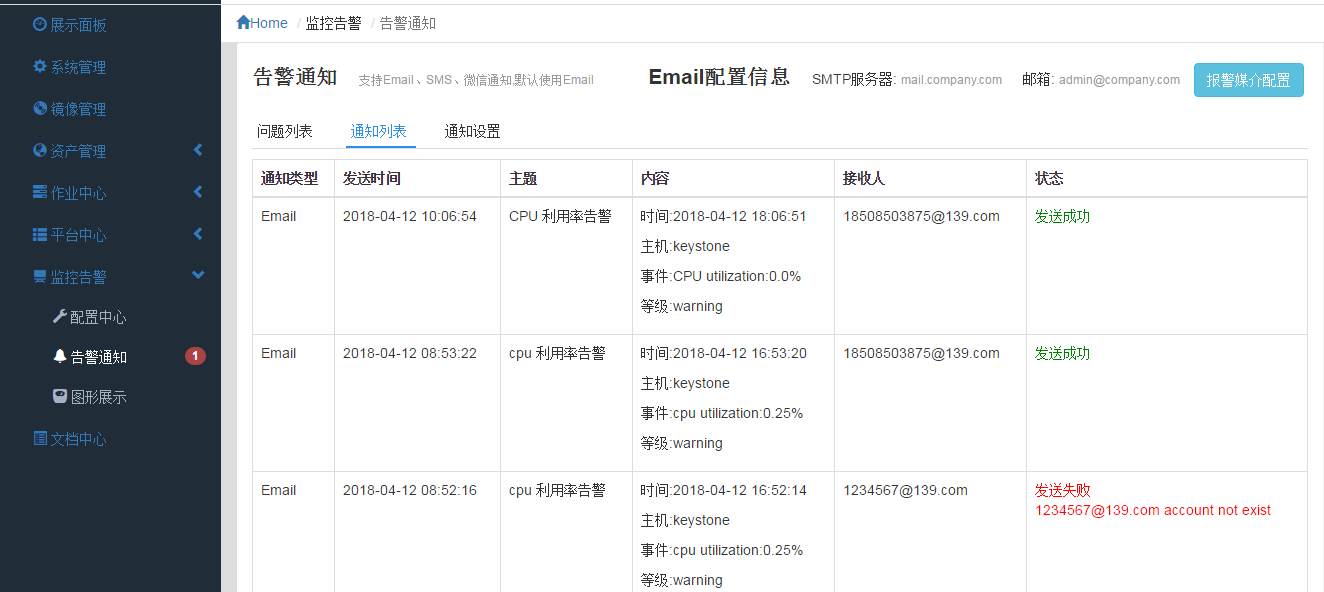 展示面板
系统管理
镜像管理
资产管理
作业中心
平台中心
监控告警
配置中心
告警通知 1
图形展示
文档中心
Home / 监控告警 / 告警通知
告警通知 支持Email、SMS、微信通知,默认使用Email Email配置信息 SMTP服务器: mail.company.com 邮箱: admin@company.com 报警媒介配置
问题列表 通知列表 通知设置
通知类型 发送时间 主题 内容 接收人 状态
Email 2018-04-12 10:06:54 CPU 利用率告警 时间:2018-04-12 18:06:51 18508503875@139.com 发送成功
主机:keystone
事件:CPU utilization:0.0%
等级:warning
Email 2018-04-12 08:53:22 cpu 利用率告警 时间:2018-04-12 16:53:20 18508503875@139.com 发送成功
主机:keystone
事件:cpu utilization:0.25%
等级:warning
Email 2018-04-12 08:52:16 cpu 利用率告警 时间:2018-04-12 16:52:14 1234567@139.com 发送失败
1234567@139.com account not exist
主机:keystone
事件:cpu utilization:0.25%
等级:warning